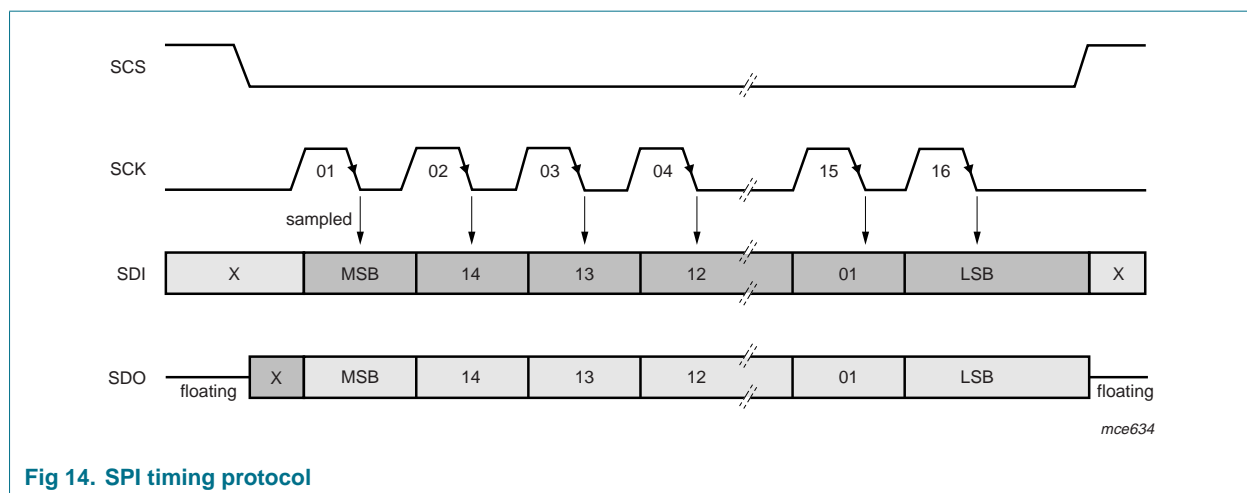 SCS
SCK 01 02 03 04 15 16
sampled
SDI X MSB 14 13 12 01 LSB X
SDO X MSB 14 13 12 01 LSB
floating floating
mce634
Fig 14. SPI timing protocol